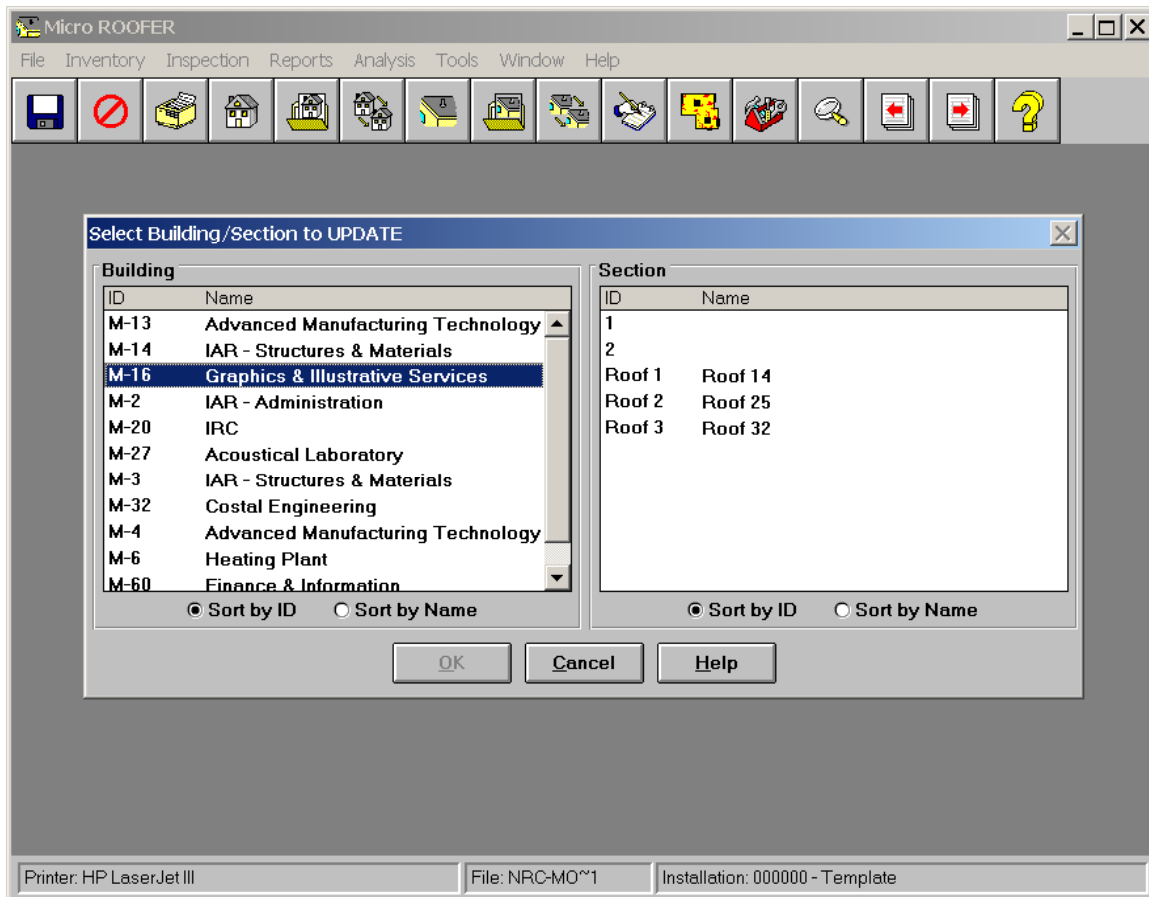 Micro ROOFER
File Inventory Inspection Reports Analysis Tools Window Help
Select Building/Section to UPDATE
Building
ID Name
M-13 Advanced Manufacturing Technology
M-14 IAR - Structures & Materials
M-16 Graphics & Illustrative Services
M-2 IAR - Administration
M-20 IRC
M-27 Acoustical Laboratory
M-3 IAR - Structures & Materials
M-32 Costal Engineering
M-4 Advanced Manufacturing Technology
M-6 Heating Plant
M-60 Finance & Information
Sort by ID Sort by Name
Section
ID Name
1
2
Roof 1 Roof 14
Roof 2 Roof 25
Roof 3 Roof 32
Sort by ID Sort by Name
OK Cancel Help
Printer: HP LaserJet III File: NRC-MO~1 Installation: 000000 - Template